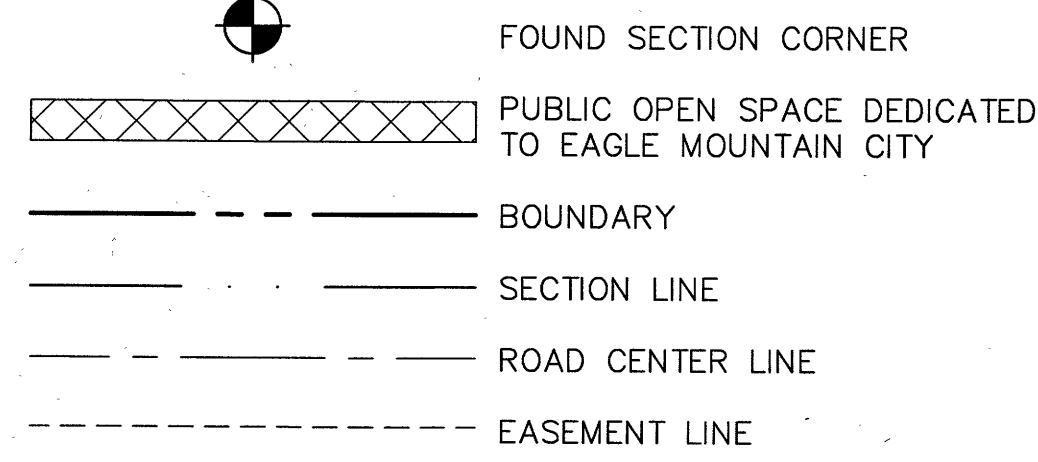 FOUND SECTION CORNER
PUBLIC OPEN SPACE DEDICATED
TO EAGLE MOUNTAIN CITY
BOUNDARY
SECTION LINE
ROAD CENTER LINE
EASEMENT LINE